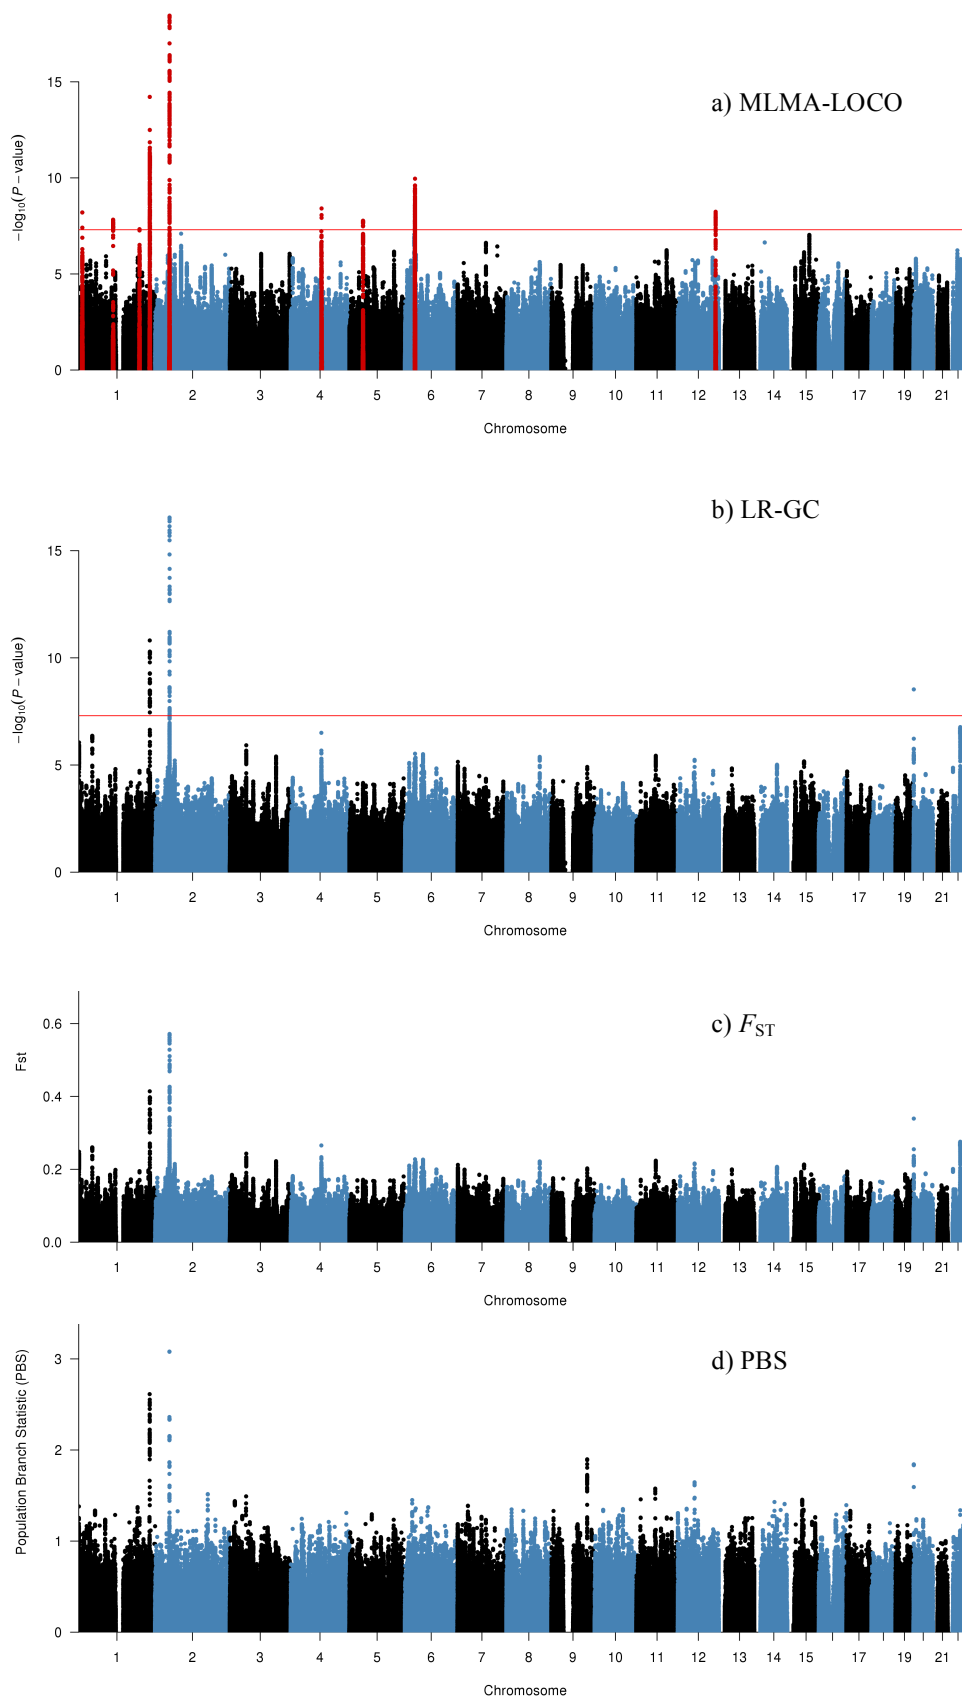 a) MLMA-LOCO
−log10(P − value)
15
10
5
0
1 2 3 4 5 6 7 8 9 10 11 12 13 15 17 19 21
Chromosome
b) LR-GC
−log10(P − value)
15
10
5
0
1 2 3 4 5 6 7 8 9 10 11 12 13 15 17 19 21
Chromosome
c) FST
Fst
0.6
0.4
0.2
0.0
1 2 3 4 5 6 7 8 9 10 11 12 13 15 17 19 21
Chromosome
d) PBS
Population Branch Statistic (PBS)
3
2
1
0
1 2 3 4 5 6 7 8 9 10 11 12 13 15 17 19 21
Chromosome